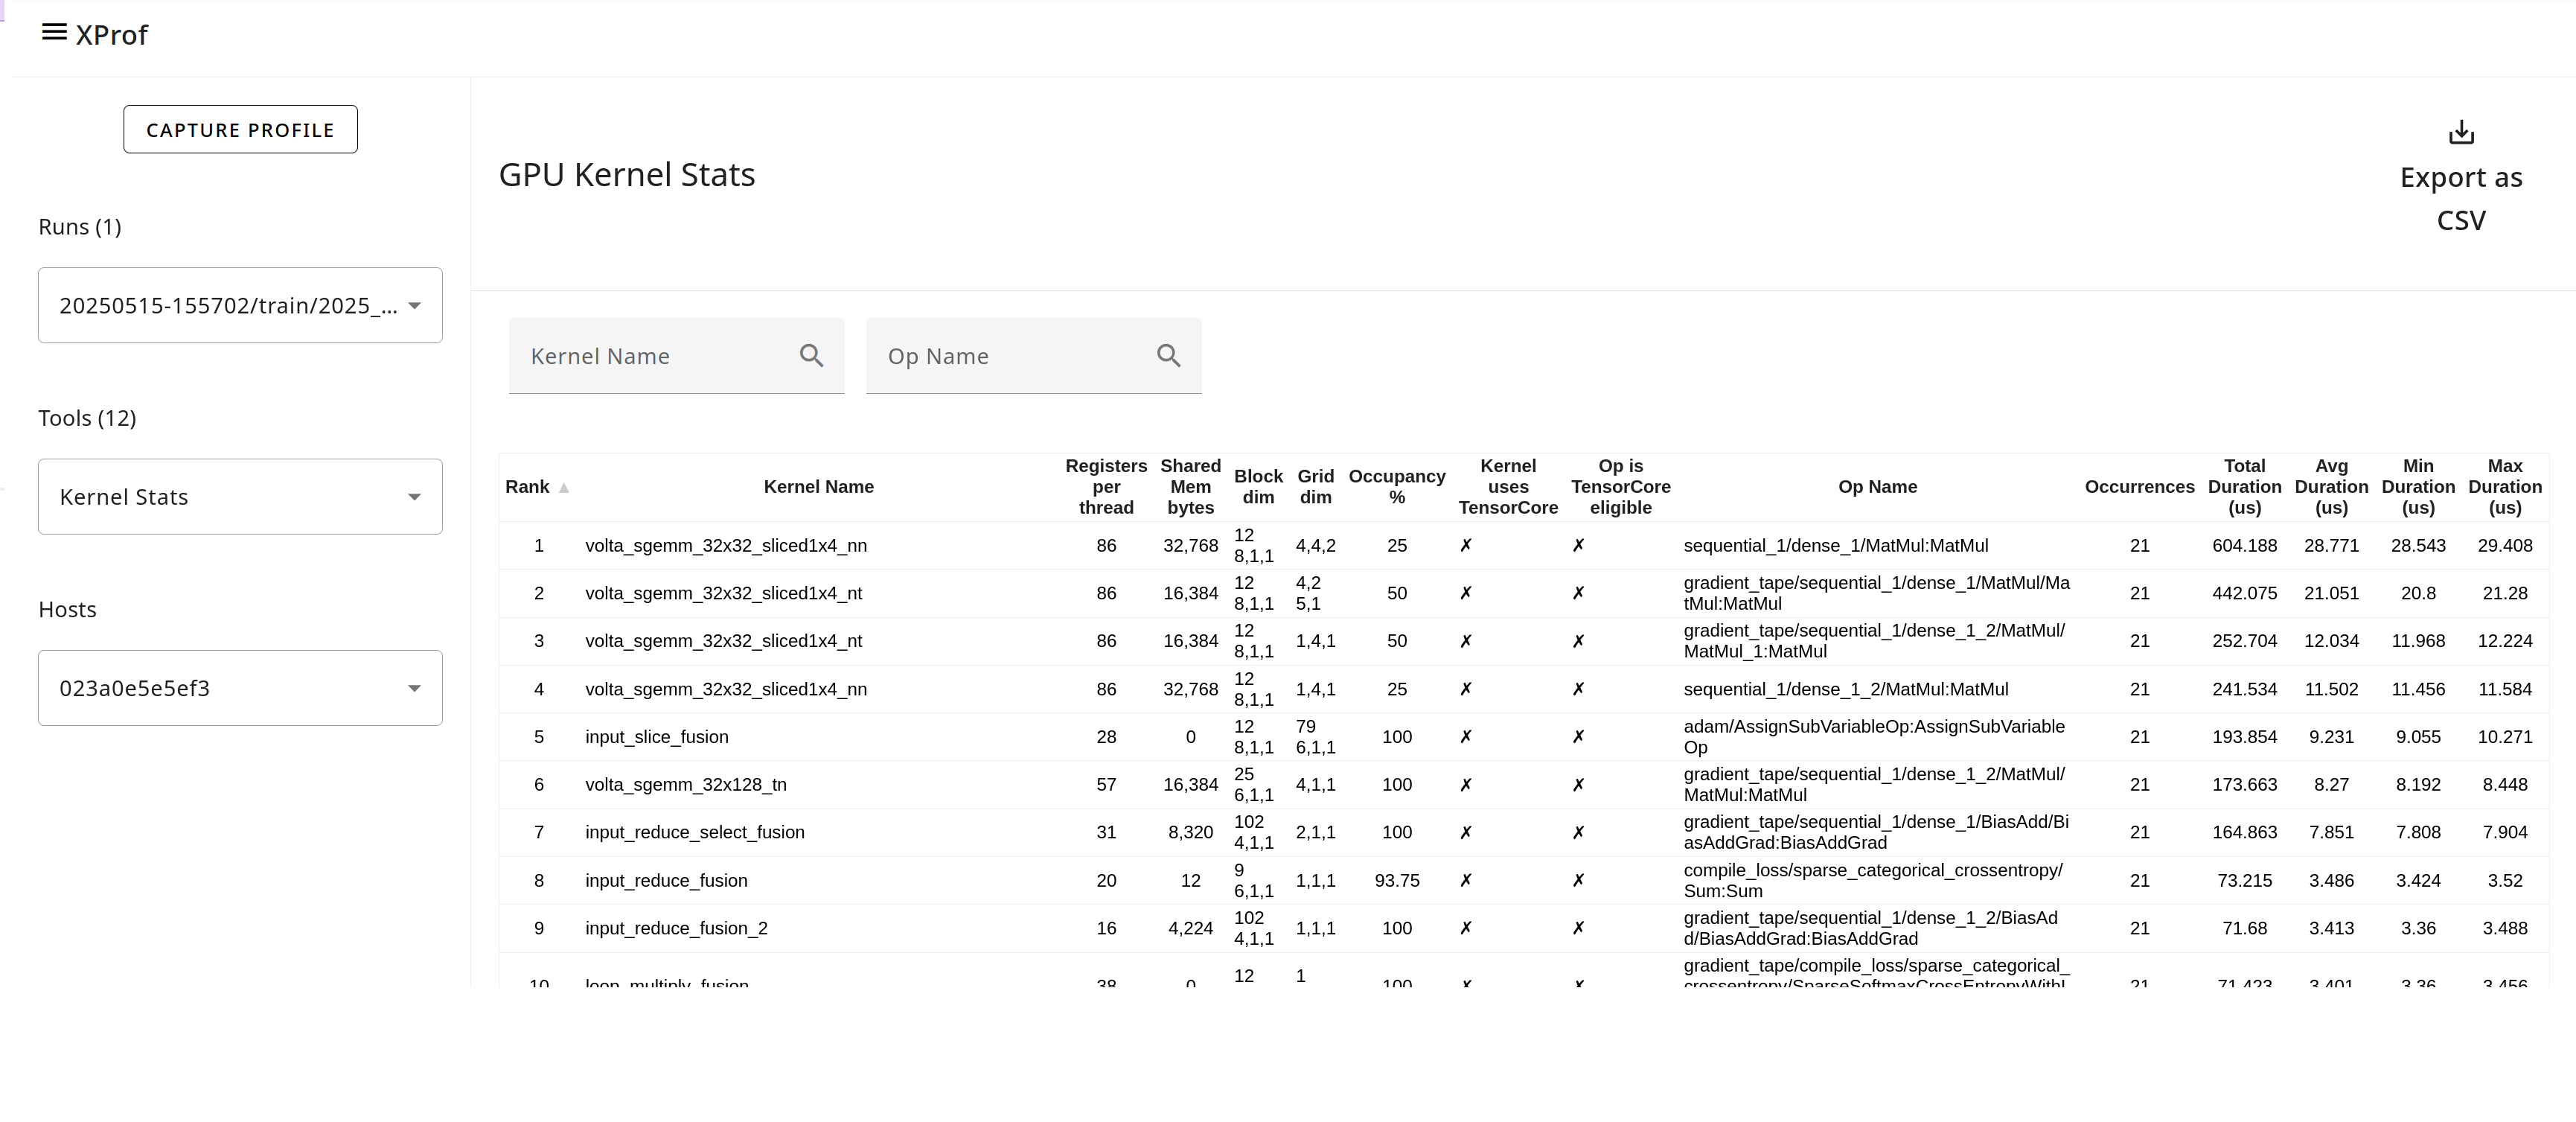 XProf
CAPTURE PROFILE
Runs (1)
20250515-155702/train/2025_...
Tools (12)
Kernel Stats
Hosts
023a0e5e5ef3
GPU Kernel Stats
Export as
CSV
Kernel Name
Op Name
Rank ▲ Kernel Name Registers per thread Shared Mem bytes Block dim Grid dim Occupancy % Kernel uses TensorCore Op is TensorCore eligible Op Name Occurrences Total Duration (us) Avg Duration (us) Min Duration (us) Max Duration (us)
1 volta_sgemm_32x32_sliced1x4_nn 86 32,768 128,1,1 4,4,2 25 ✗ ✗ sequential_1/dense_1/MatMul:MatMul 21 604.188 28.771 28.543 29.408
2 volta_sgemm_32x32_sliced1x4_nt 86 16,384 128,1,1 4,25,1 50 ✗ ✗ gradient_tape/sequential_1/dense_1/MatMul/MatMul:MatMul 21 442.075 21.051 20.8 21.28
3 volta_sgemm_32x32_sliced1x4_nt 86 16,384 128,1,1 1,4,1 50 ✗ ✗ gradient_tape/sequential_1/dense_1_2/MatMul/MatMul_1:MatMul 21 252.704 12.034 11.968 12.224
4 volta_sgemm_32x32_sliced1x4_nn 86 32,768 128,1,1 1,4,1 25 ✗ ✗ sequential_1/dense_1_2/MatMul:MatMul 21 241.534 11.502 11.456 11.584
5 input_slice_fusion 28 0 128,1,1 796,1,1 100 ✗ ✗ adam/AssignSubVariableOp:AssignSubVariableOp 21 193.854 9.231 9.055 10.271
6 volta_sgemm_32x128_tn 57 16,384 256,1,1 4,1,1 100 ✗ ✗ gradient_tape/sequential_1/dense_1_2/MatMul/MatMul:MatMul 21 173.663 8.27 8.192 8.448
7 input_reduce_select_fusion 31 8,320 1024,1,1 2,1,1 100 ✗ ✗ gradient_tape/sequential_1/dense_1/BiasAdd/BiasAddGrad:BiasAddGrad 21 164.863 7.851 7.808 7.904
8 input_reduce_fusion 20 12 96,1,1 1,1,1 93.75 ✗ ✗ compile_loss/sparse_categorical_crossentropy/Sum:Sum 21 73.215 3.486 3.424 3.52
9 input_reduce_fusion_2 16 4,224 1024,1,1 1,1,1 100 ✗ ✗ gradient_tape/sequential_1/dense_1_2/BiasAdd/BiasAddGrad:BiasAddGrad 21 71.68 3.413 3.36 3.488
10 loop_multiply_fusion 38 0 12 1 100 ✗ ✗ gradient_tape/compile_loss/sparse_categorical_crossentropy/SparseSoftmaxCrossEntropyWithL 21 71.423 3.401 3.36 3.456